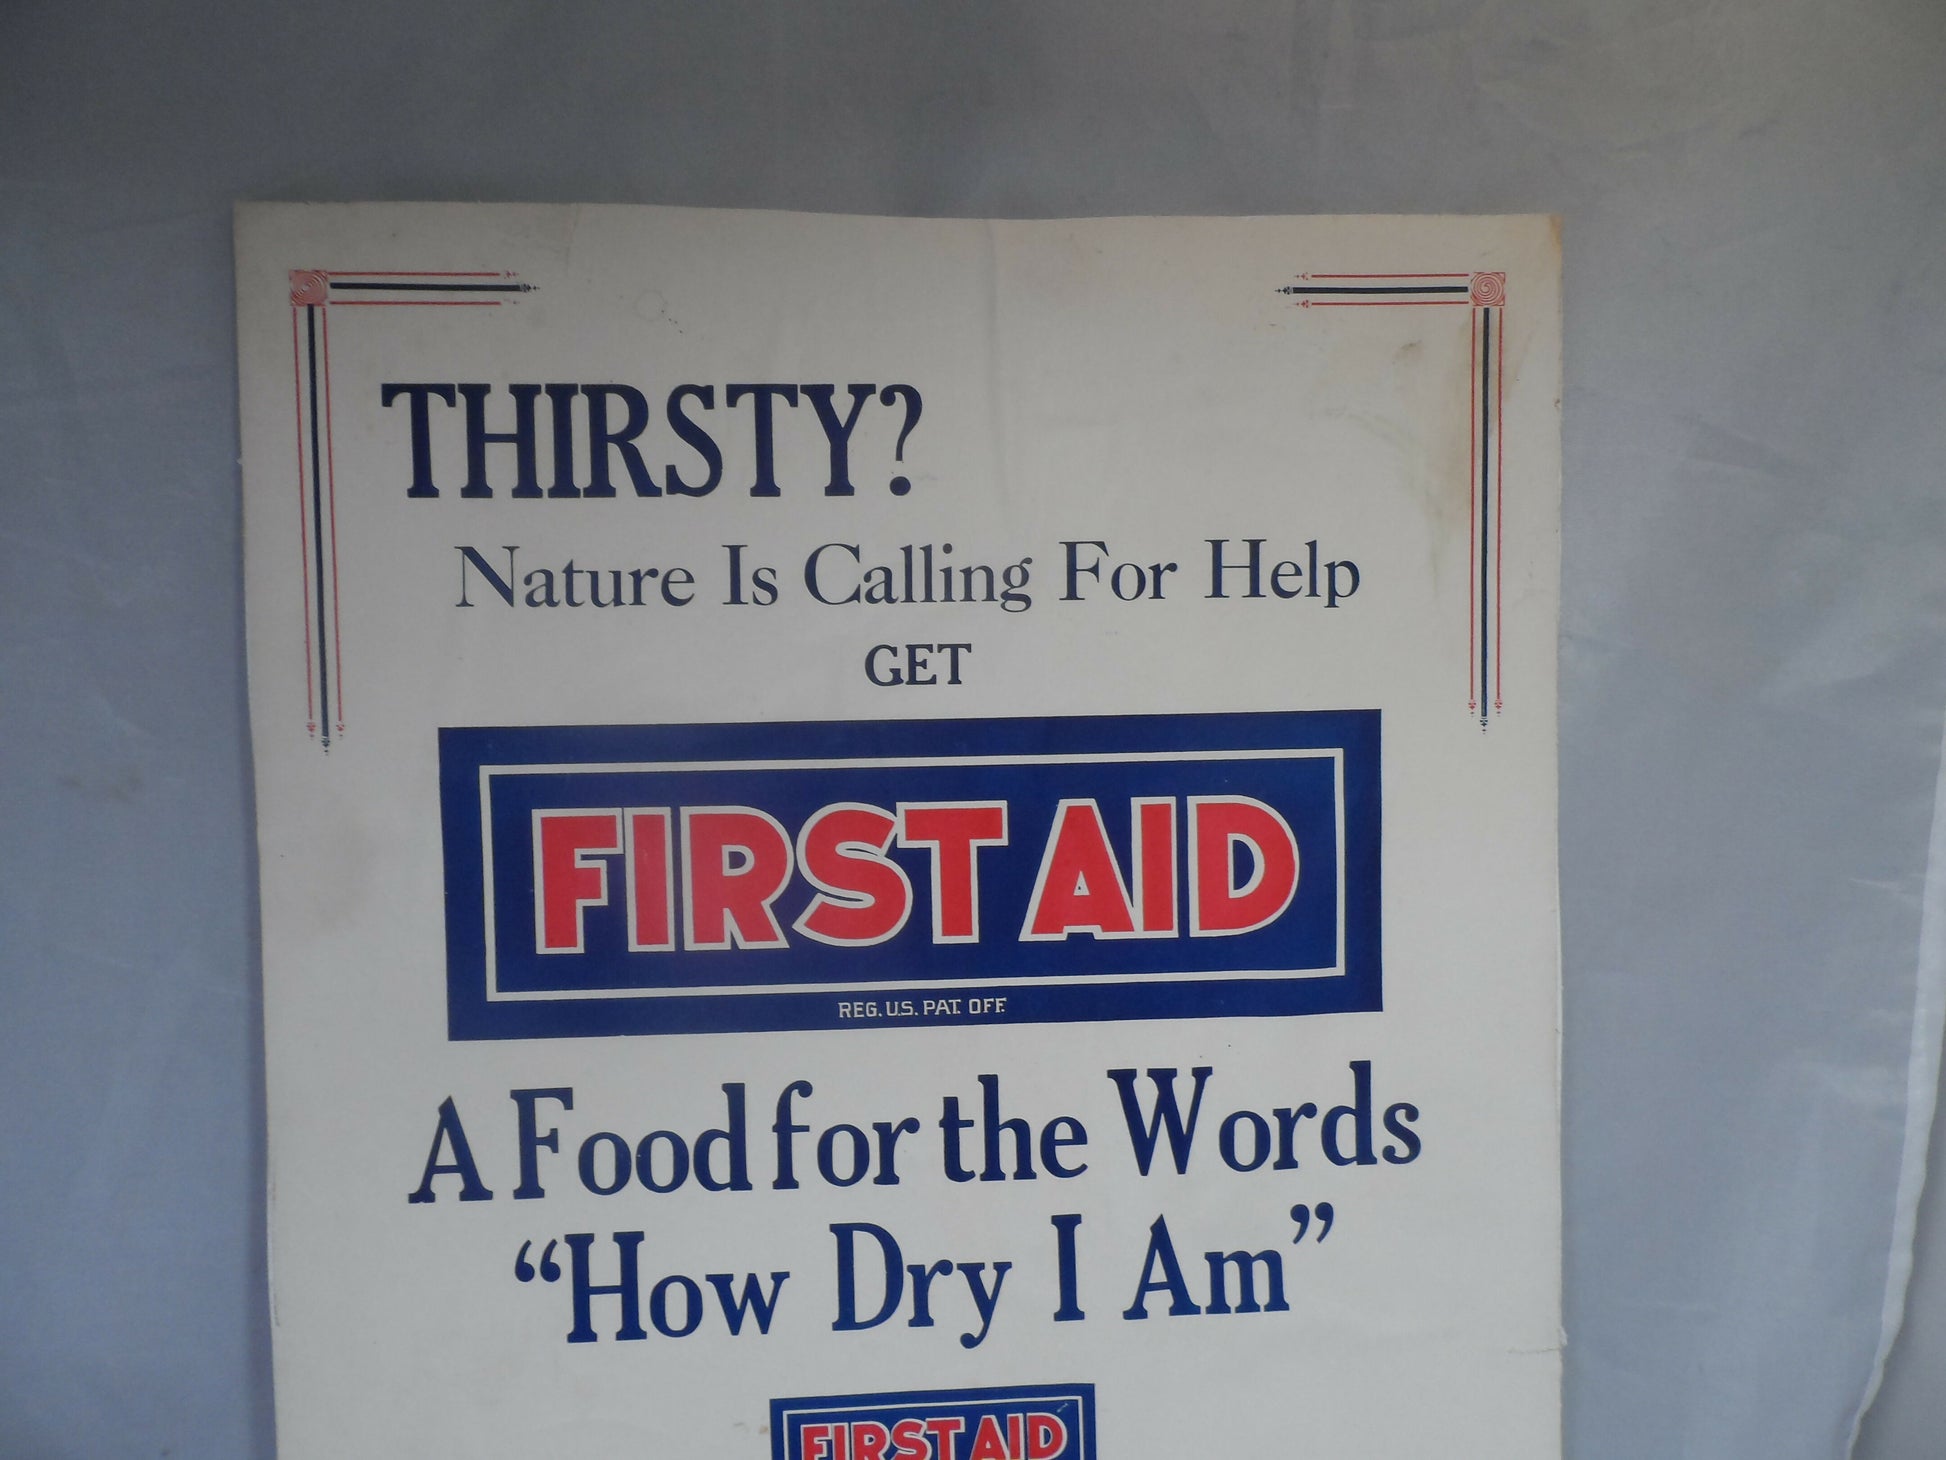 THIRSTY?
Nature Is Calling For Help
GET
FIRST AID
REG. U.S. PAT. OFF.
A Food for the Words
“How Dry I Am”
FIRST AID